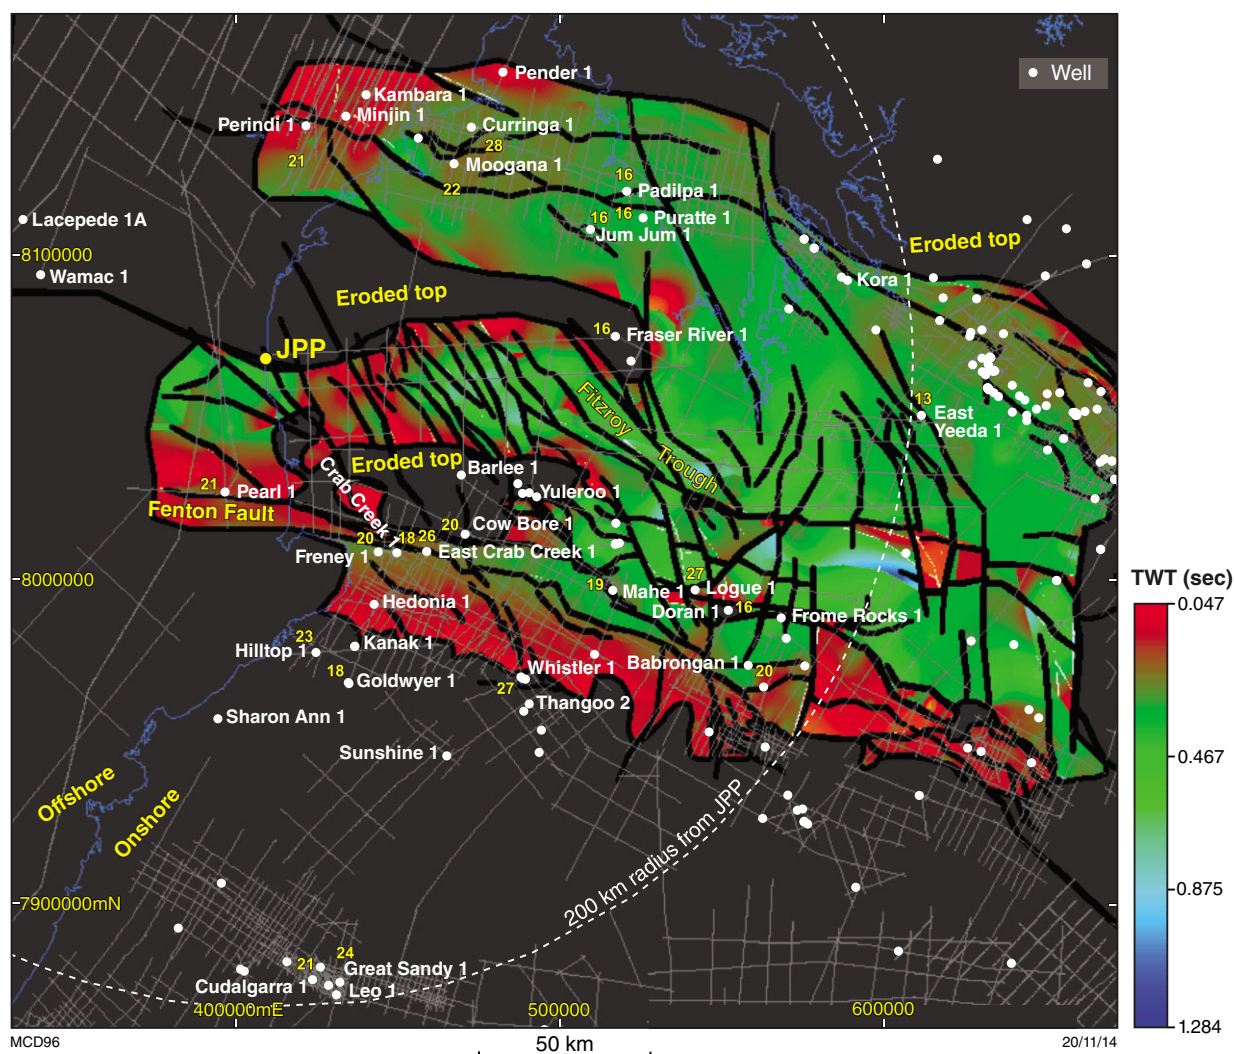 Well
Pender 1
Kambara 1
Minjin 1
Perindi 1
Curringa 1
28
21
Moogana 1
22
16
Padilpa 1
16
16
Puratte 1
Jum Jum 1
Lacepede 1A
8100000
Wamac 1
Eroded top
Kora 1
Eroded top
JPP
16
Fraser River 1
Fitzroy
Trough
13
East
Yeeda 1
Eroded top
Barlee 1
Crab Creek 1
21
Pearl 1
Yuleroo 1
Fenton Fault
20
Cow Bore 1
20
18
26
Freney 1
East Crab Creek 1
8000000
27
19
Mahe 1
Logue 1
Doran 1
16
Frome Rocks 1
Hedonia 1
23
Hilltop 1
Kanak 1
18
Goldwyer 1
Whistler 1
27
Babrongan 1
20
Thangoo 2
Sharon Ann 1
Sunshine 1
Offshore
Onshore
200 km radius from JPP
7900000mN
24
21
Great Sandy 1
Cudalgarra 1
Leo 1
400000mE
500000
600000
TWT (sec)
0.047
0.467
0.875
1.284
MCD96
50 km
20/11/14